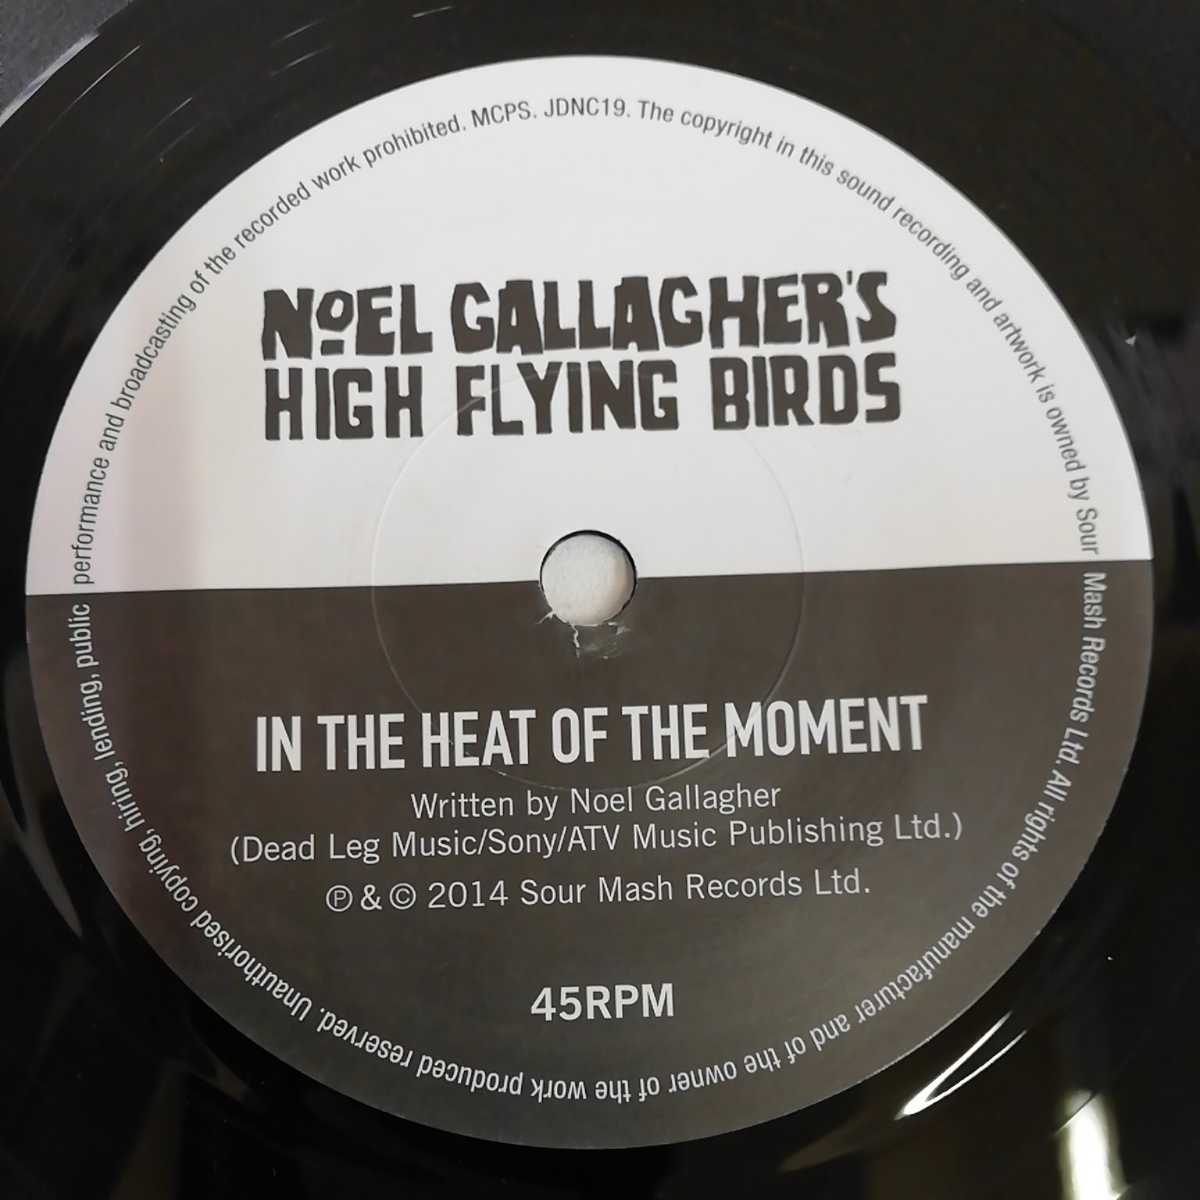 NOEL GALLAGHER'S
HIGH FLYING BIRDS
IN THE HEAT OF THE MOMENT
Written by Noel Gallagher
(Dead Leg Music/Sony/ATV Music Publishing Ltd.)
℗ & © 2014 Sour Mash Records Ltd.
45RPM
MCPS. JDNC19. The copyright in this sound recording and artwork is owned by Sour Mash Records Ltd. All rights of the manufacturer and of the owner of the work produced reserved. Unauthorised copying, hiring, lending, public performance and broadcasting of the recorded work prohibited.